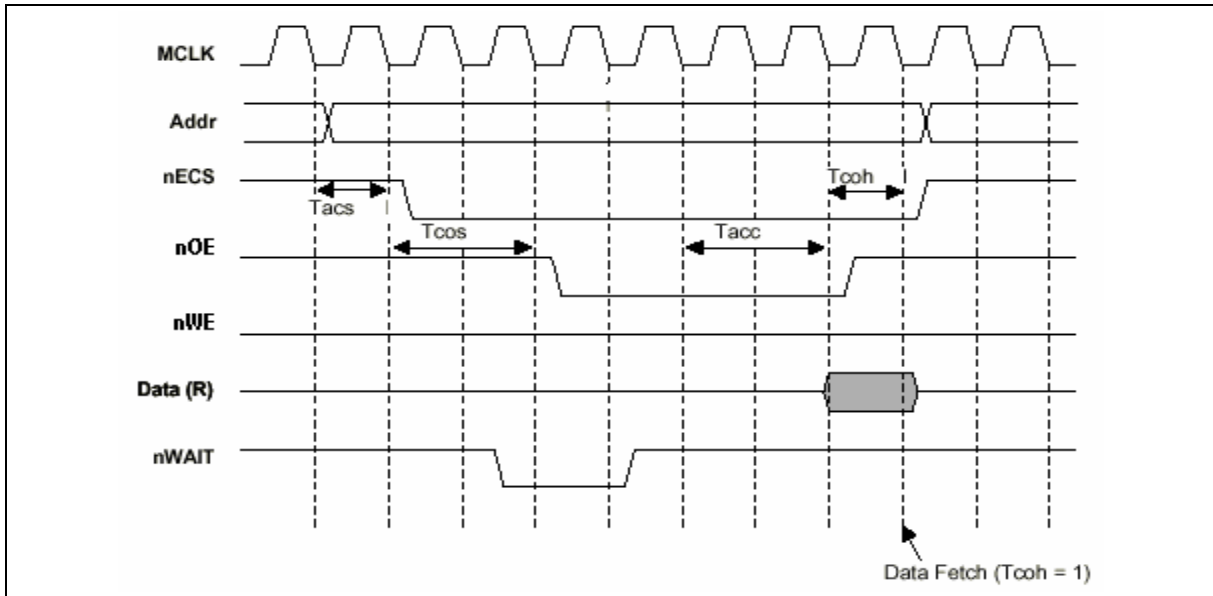 MCLK
Addr
nECS
Tcoh
Tacs
Tcos
Tacc
nOE
nWE
Data (R)
nWAIT
Data Fetch (Tcoh = 1)